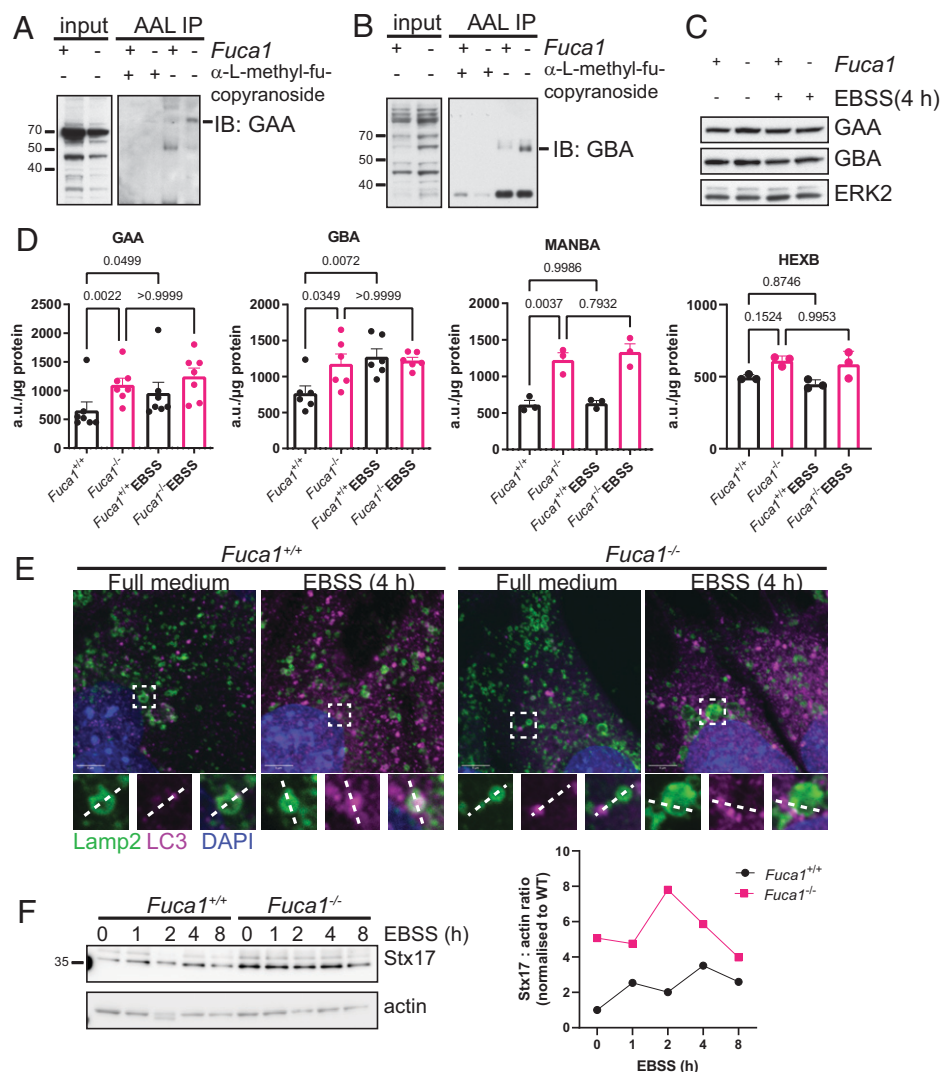 A
input AAL IP
+ - + - + - Fuca1
- - + + - - α-L-methyl-fu-
copyranoside
70
50
40
IB: GAA
B
input AAL IP
+ - + - + - Fuca1
- - + + - - α-L-methyl-fu-
copyranoside
90
60
40
IB: GBA
C
+ - + - Fuca1
- - + + EBSS(4 h)
GAA
GBA
ERK2
D
GAA
0.0499
0.0022 >0.9999
a.u./µg protein
2500
2000
1500
1000
500
0
Fuca1+/+
Fuca1-/-
Fuca1+/+EBSS
Fuca1-/-EBSS
GBA
0.0072
0.0349 >0.9999
a.u./µg protein
2000
1500
1000
500
0
Fuca1+/+
Fuca1-/-
Fuca1+/+EBSS
Fuca1-/-EBSS
MANBA
0.9986
0.0037 0.7932
a.u./µg protein
2000
1500
1000
500
0
Fuca1+/+
Fuca1-/-
Fuca1+/+EBSS
Fuca1-/-EBSS
HEXB
0.8746
0.1524 0.9953
a.u./µg protein
1000
500
0
Fuca1+/+
Fuca1-/-
Fuca1+/+EBSS
Fuca1-/-EBSS
E
Fuca1+/+ Fuca1-/-
Full medium EBSS (4 h) Full medium EBSS (4 h)
Lamp2 LC3 DAPI
F
Fuca1+/+ Fuca1-/-
0 1 2 4 8 0 1 2 4 8 EBSS (h)
35
Stx17
actin
Stx17 : actin ratio
(normalised to WT)
10
8
6
4
2
0
0 1 2 4 8
EBSS (h)
Fuca1+/+
Fuca1-/-